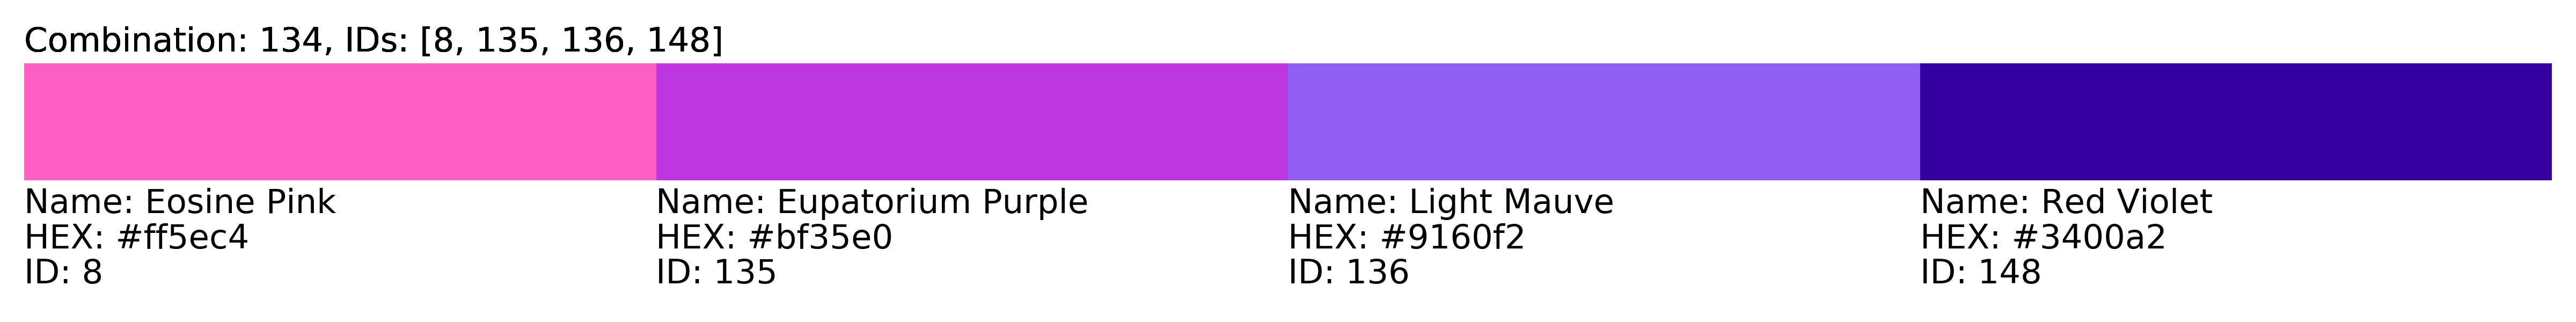 Combination: 134, IDs: [8, 135, 136, 148]
Name: Eosine Pink
HEX: #ff5ec4
ID: 8
Name: Eupatorium Purple
HEX: #bf35e0
ID: 135
Name: Light Mauve
HEX: #9160f2
ID: 136
Name: Red Violet
HEX: #3400a2
ID: 148